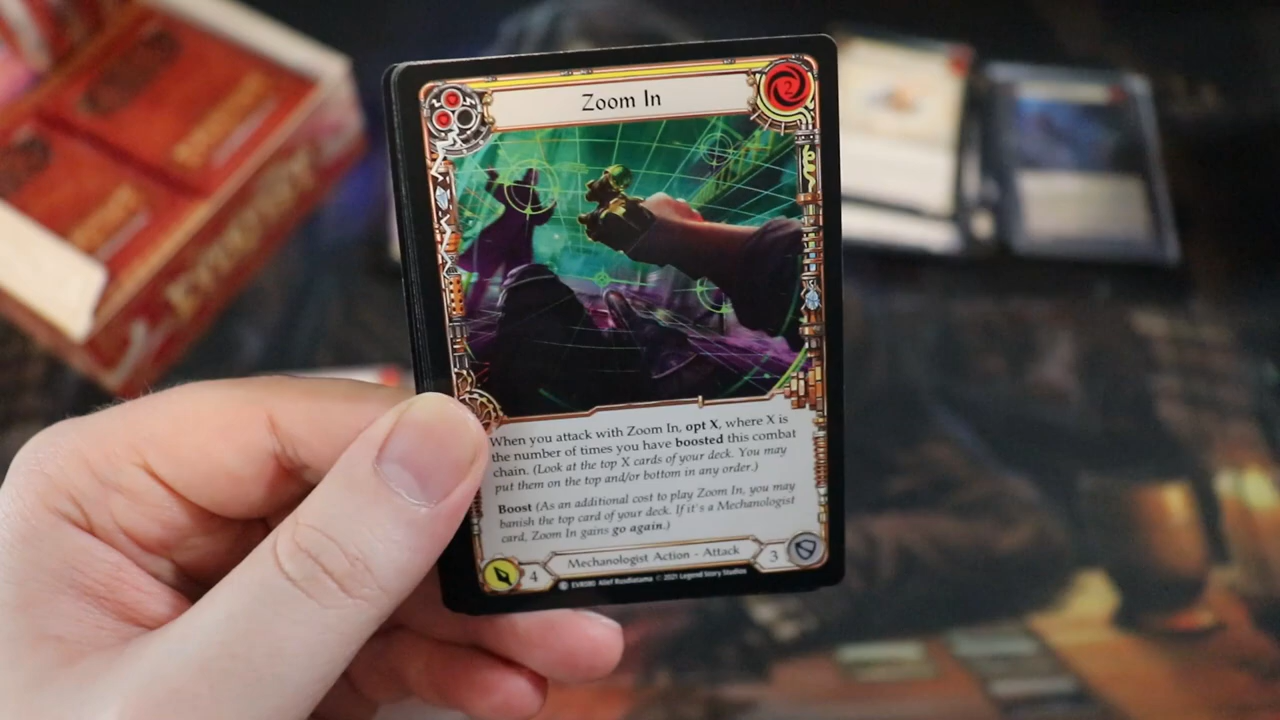 Zoom In
2
When you attack with Zoom In, opt X, where X is
the number of times you have boosted this combat
chain. (Look at the top X cards of your deck. You may
put them on the top and/or bottom in any order.)
Boost (As an additional cost to play Zoom In, you may
banish the top card of your deck. If it's a Mechanologist
card, Zoom In gains go again.)
4
Mechanologist Action - Attack
3
EVR085 Alief Rusdiatama © 2021 Legend Story Studios